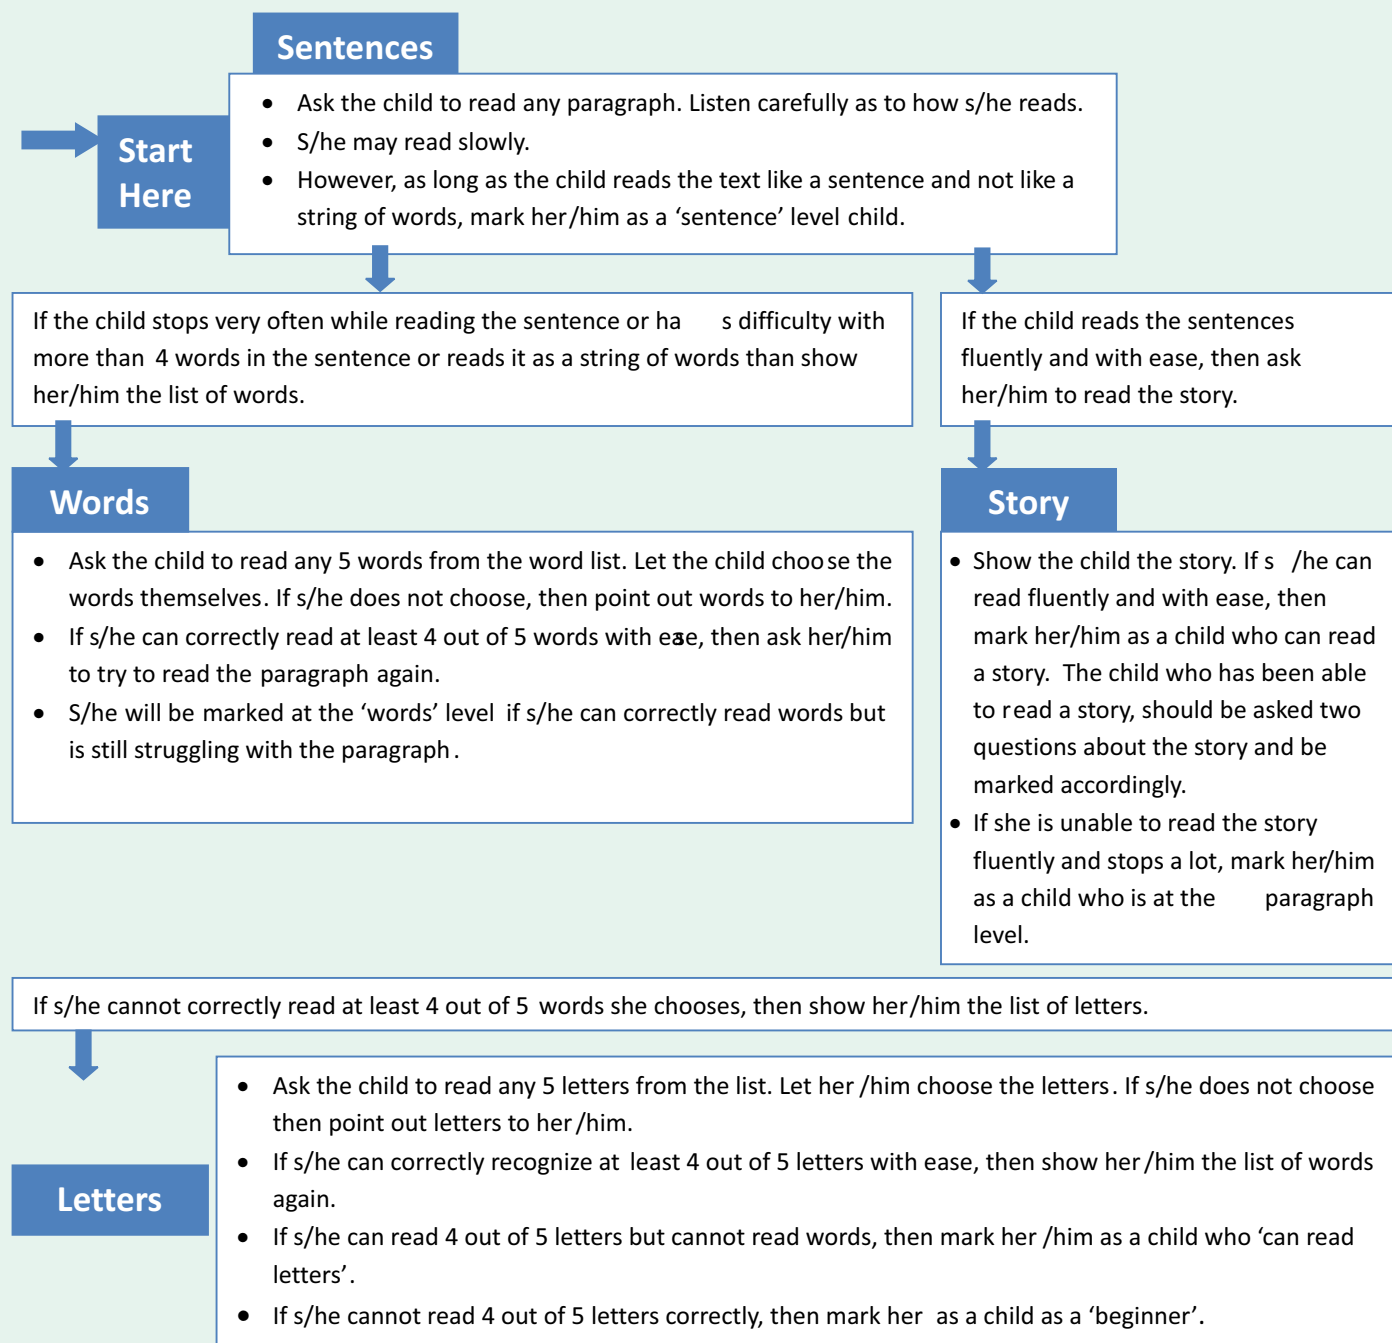 Sentences
Start
Here
• Ask the child to read any paragraph. Listen carefully as to how s/he reads.
• S/he may read slowly.
• However, as long as the child reads the text like a sentence and not like a
string of words, mark her/him as a ‘sentence’ level child.
If the child stops very often while reading the sentence or ha s difficulty with
more than 4 words in the sentence or reads it as a string of words than show
her/him the list of words.
If the child reads the sentences
fluently and with ease, then ask
her/him to read the story.
Words
• Ask the child to read any 5 words from the word list. Let the child choose the
words themselves. If s/he does not choose, then point out words to her/him.
• If s/he can correctly read at least 4 out of 5 words with ease, then ask her/him
to try to read the paragraph again.
• S/he will be marked at the ‘words’ level if s/he can correctly read words but
is still struggling with the paragraph.
Story
• Show the child the story. If s /he can
read fluently and with ease, then
mark her/him as a child who can read
a story. The child who has been able
to read a story, should be asked two
questions about the story and be
marked accordingly.
• If she is unable to read the story
fluently and stops a lot, mark her/him
as a child who is at the paragraph
level.
If s/he cannot correctly read at least 4 out of 5 words she chooses, then show her/him the list of letters.
Letters
• Ask the child to read any 5 letters from the list. Let her/him choose the letters. If s/he does not choose
then point out letters to her/him.
• If s/he can correctly recognize at least 4 out of 5 letters with ease, then show her/him the list of words
again.
• If s/he can read 4 out of 5 letters but cannot read words, then mark her /him as a child who ‘can read
letters’.
• If s/he cannot read 4 out of 5 letters correctly, then mark her as a child as a ‘beginner’.